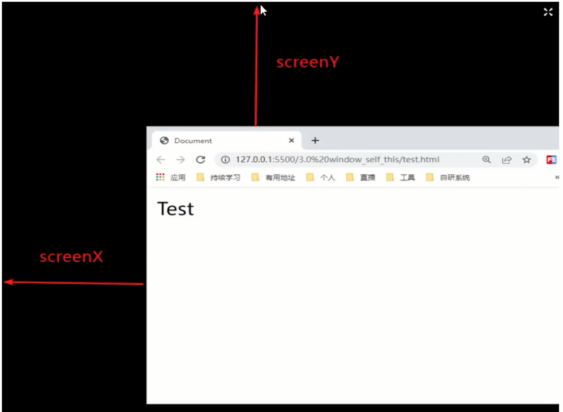 screenY
Document
127.0.0.1:5500/3.0%20window_self_this/test.html
应用 持续学习 有用地址 个人 直播 工具 自研系统 »
Test
screenX